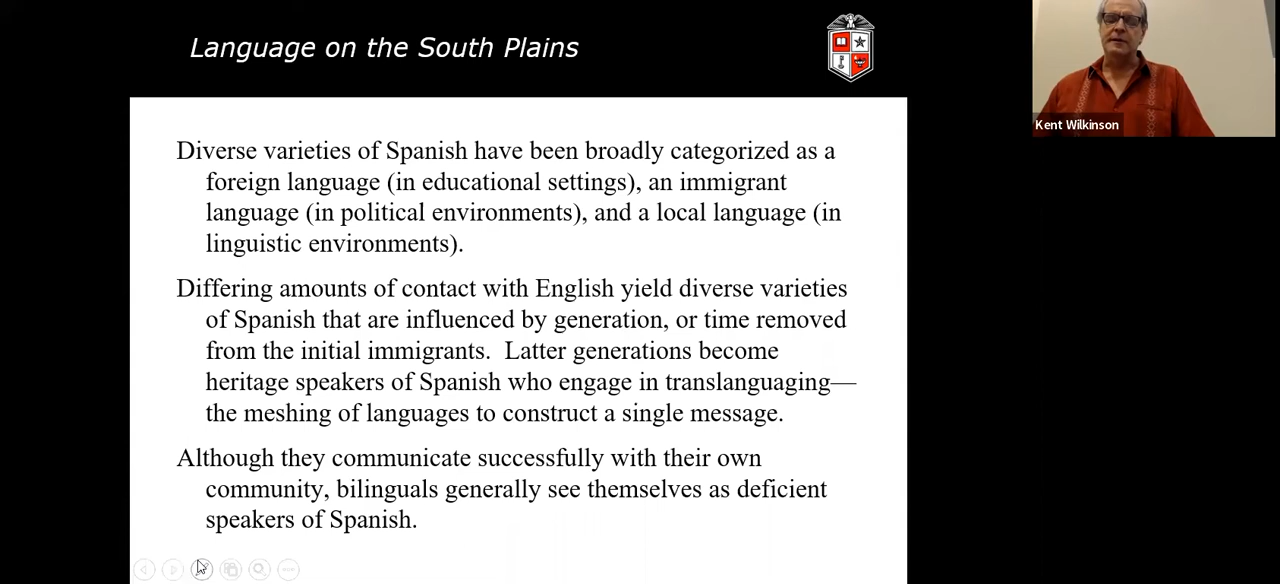 Language on the South Plains
Kent Wilkinson
Diverse varieties of Spanish have been broadly categorized as a
foreign language (in educational settings), an immigrant
language (in political environments), and a local language (in
linguistic environments).
Differing amounts of contact with English yield diverse varieties
of Spanish that are influenced by generation, or time removed
from the initial immigrants.  Latter generations become
heritage speakers of Spanish who engage in translanguaging—
the meshing of languages to construct a single message.
Although they communicate successfully with their own
community, bilinguals generally see themselves as deficient
speakers of Spanish.